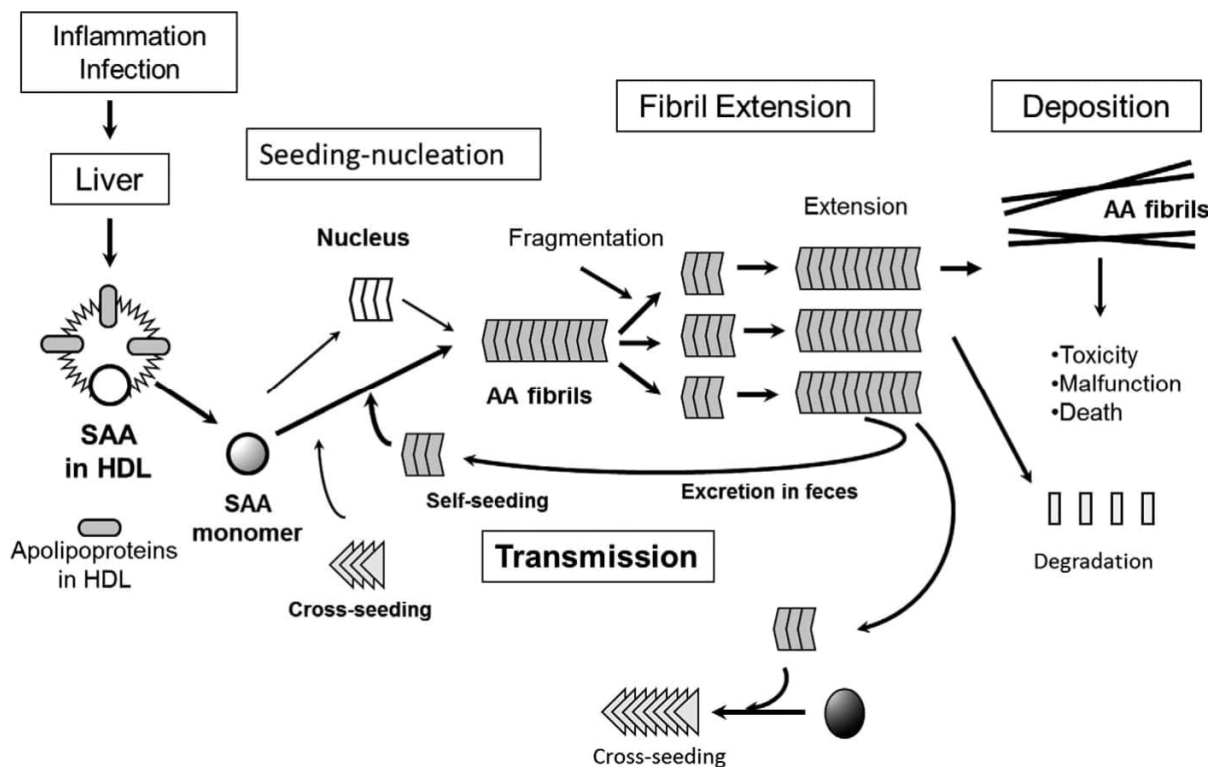 Inflammation
Infection
Liver
SAA
in HDL
Apolipoproteins
in HDL
Seeding-nucleation
Nucleus
SAA
monomer
Cross-seeding
Self-seeding
Fragmentation
AA fibrils
Fibril Extension
Extension
Excretion in feces
Transmission
Cross-seeding
Deposition
AA fibrils
•Toxicity
•Malfunction
•Death
Degradation